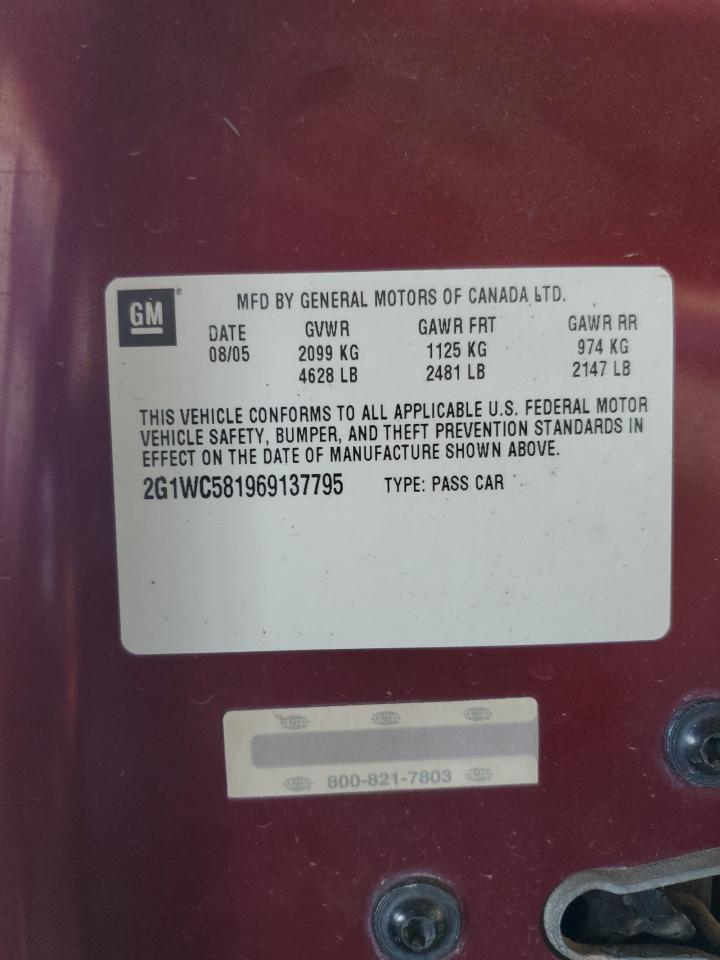 GM
MFD BY GENERAL MOTORS OF CANADA LTD.
DATE GVWR GAWR FRT GAWR RR
08/05 2099 KG 1125 KG 974 KG
4628 LB 2481 LB 2147 LB
THIS VEHICLE CONFORMS TO ALL APPLICABLE U.S. FEDERAL MOTOR
VEHICLE SAFETY, BUMPER, AND THEFT PREVENTION STANDARDS IN
EFFECT ON THE DATE OF MANUFACTURE SHOWN ABOVE.
2G1WC581969137795 TYPE: PASS CAR
800-821-7803